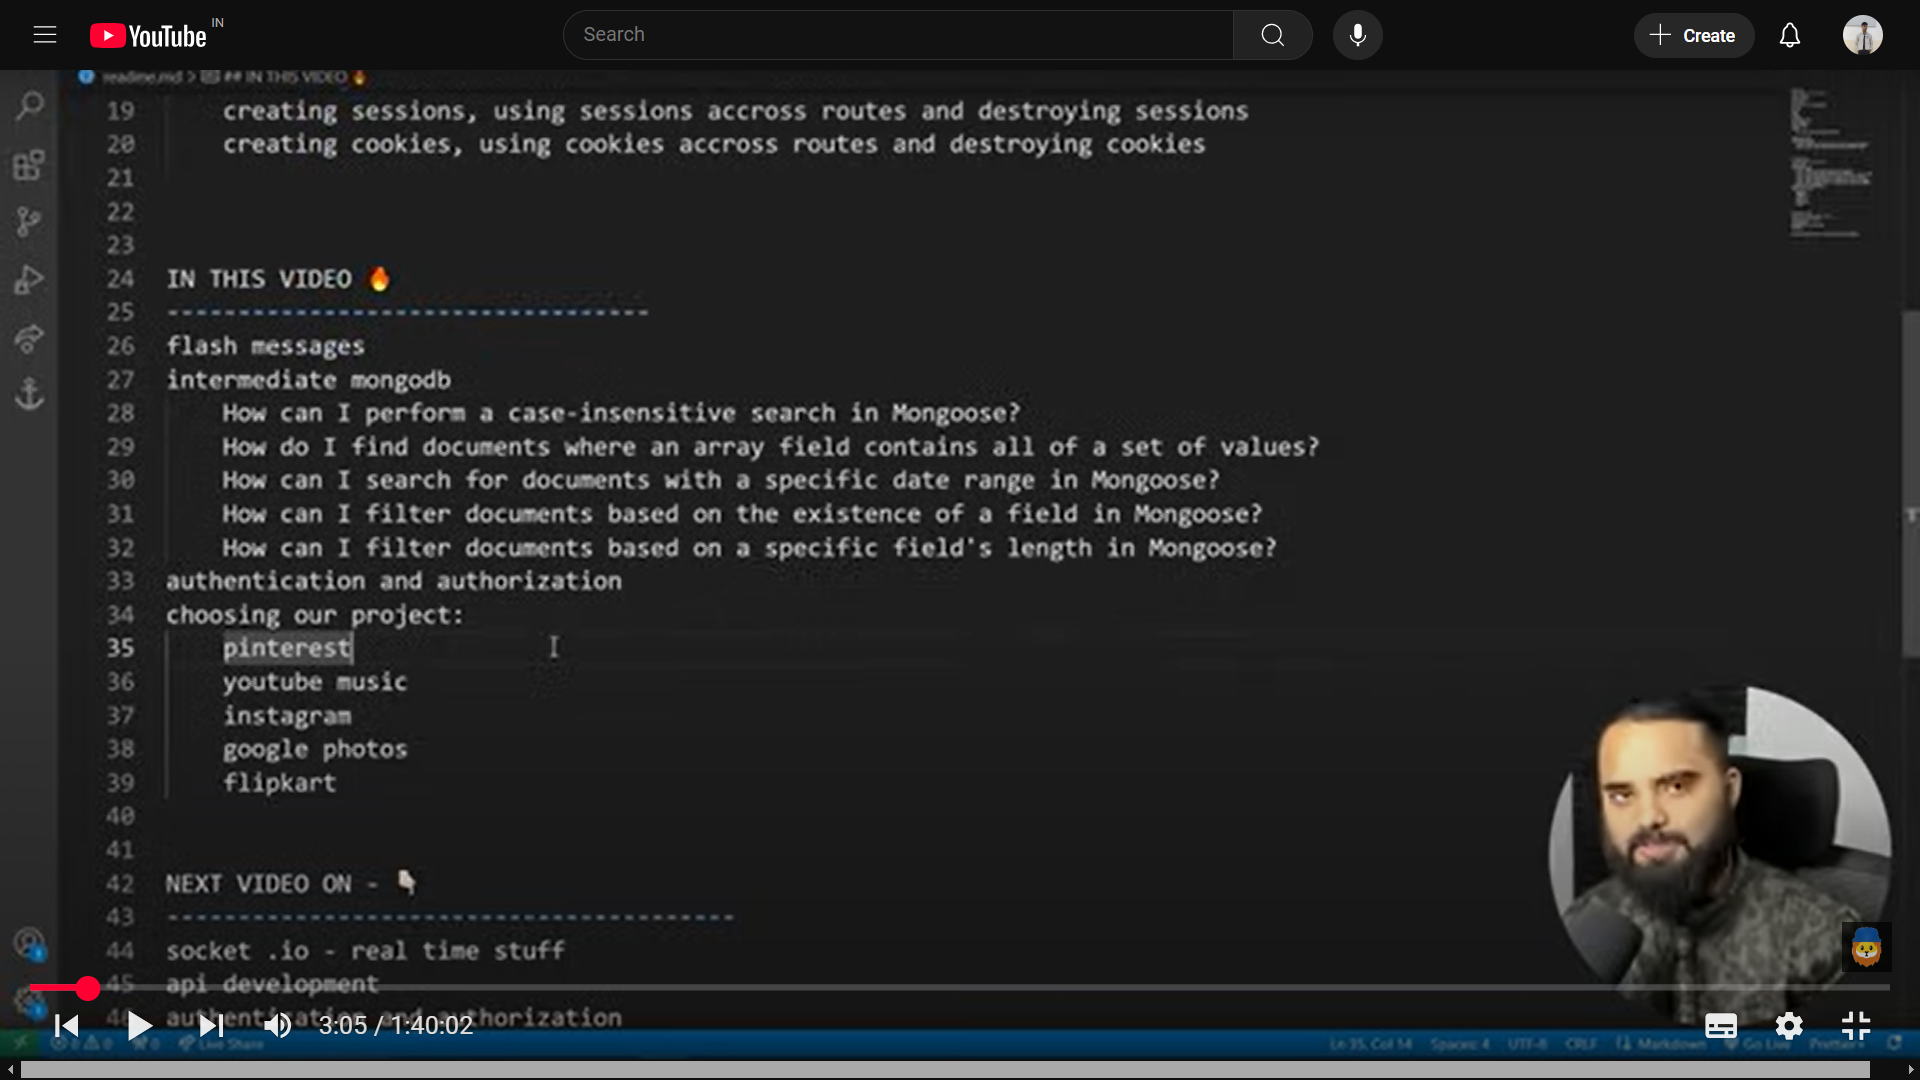 YouTube IN
Search
Create
readme.md > ## IN THIS VIDEO 🔥
19 creating sessions, using sessions accross routes and destroying sessions
20 creating cookies, using cookies accross routes and destroying cookies
21
22
23
24 IN THIS VIDEO 🔥
25 ----------------------------------
26 flash messages
27 intermediate mongodb
28 How can I perform a case-insensitive search in Mongoose?
29 How do I find documents where an array field contains all of a set of values?
30 How can I search for documents with a specific date range in Mongoose?
31 How can I filter documents based on the existence of a field in Mongoose?
32 How can I filter documents based on a specific field's length in Mongoose?
33 authentication and authorization
34 choosing our project:
35 pinterest
36 youtube music
37 instagram
38 google photos
39 flipkart
40
41
42 NEXT VIDEO ON - 👇
43 ----------------------------------------
44 socket .io - real time stuff
45 api development
46 authentication and authorization
3:05 / 1:40:02
Live Share
Ln 35, Col 14 Spaces: 4 UTF-8 CRLF Markdown Go Live Prettier